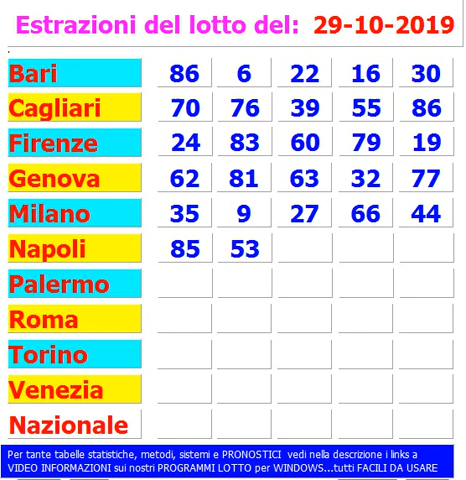 Estrazioni del lotto del: 29-10-2019
Bari 86 6 22 16 30
Cagliari 70 76 39 55 86
Firenze 24 83 60 79 19
Genova 62 81 63 32 77
Milano 35 9 27 66 44
Napoli 85 53
Palermo
Roma
Torino
Venezia
Nazionale
Per tante tabelle statistiche, metodi, sistemi e PRONOSTICI vedi nella descrizione i links a
VIDEO INFORMAZIONI sui nostri PROGRAMMI LOTTO per WINDOWS...tutti FACILI DA USARE